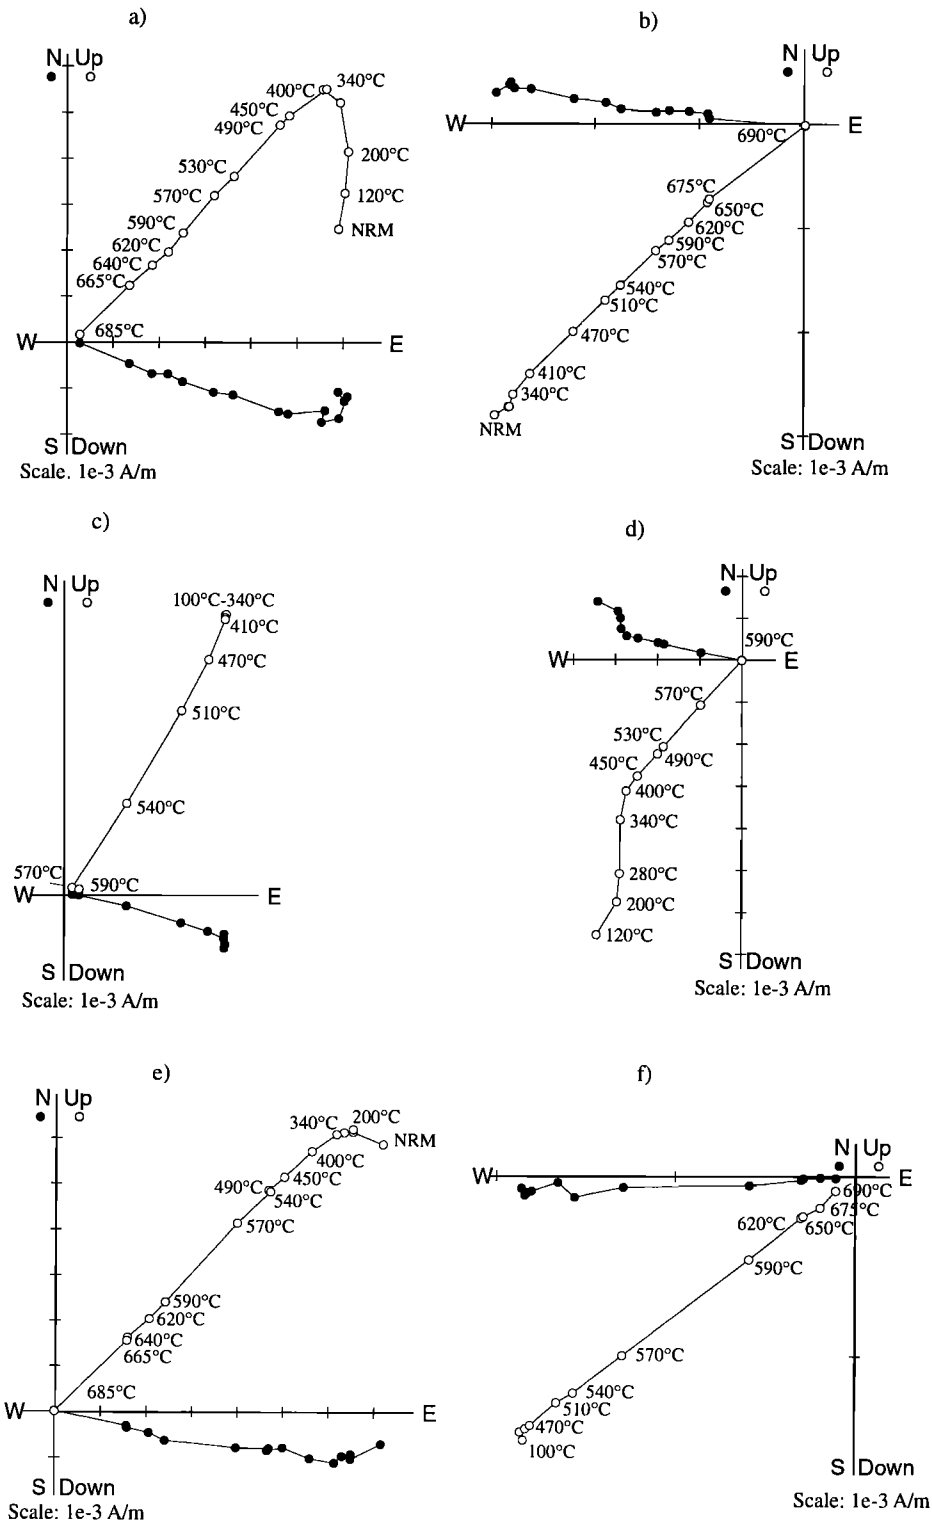 a)
N Up
340°C
400°C
450°C
490°C
200°C
530°C
570°C
120°C
590°C
NRM
620°C
640°C
665°C
685°C
W E
S Down
Scale. 1e-3 A/m
b)
N Up
W E
690°C
675°C
650°C
620°C
590°C
570°C
540°C
510°C
470°C
410°C
340°C
NRM
S Down
Scale: 1e-3 A/m
c)
N Up
100°C-340°C
410°C
470°C
510°C
540°C
570°C
590°C
W E
S Down
Scale: 1e-3 A/m
d)
N Up
590°C
W E
570°C
530°C
490°C
450°C
400°C
340°C
280°C
200°C
120°C
S Down
Scale: 1e-3 A/m
e)
N Up
200°C
340°C
NRM
400°C
450°C
490°C
540°C
570°C
590°C
620°C
640°C
665°C
685°C
W E
S Down
Scale: 1e-3 A/m
f)
N Up
W E
690°C
675°C
620°C 650°C
590°C
570°C
540°C
510°C
470°C
100°C
S Down
Scale: 1e-3 A/m